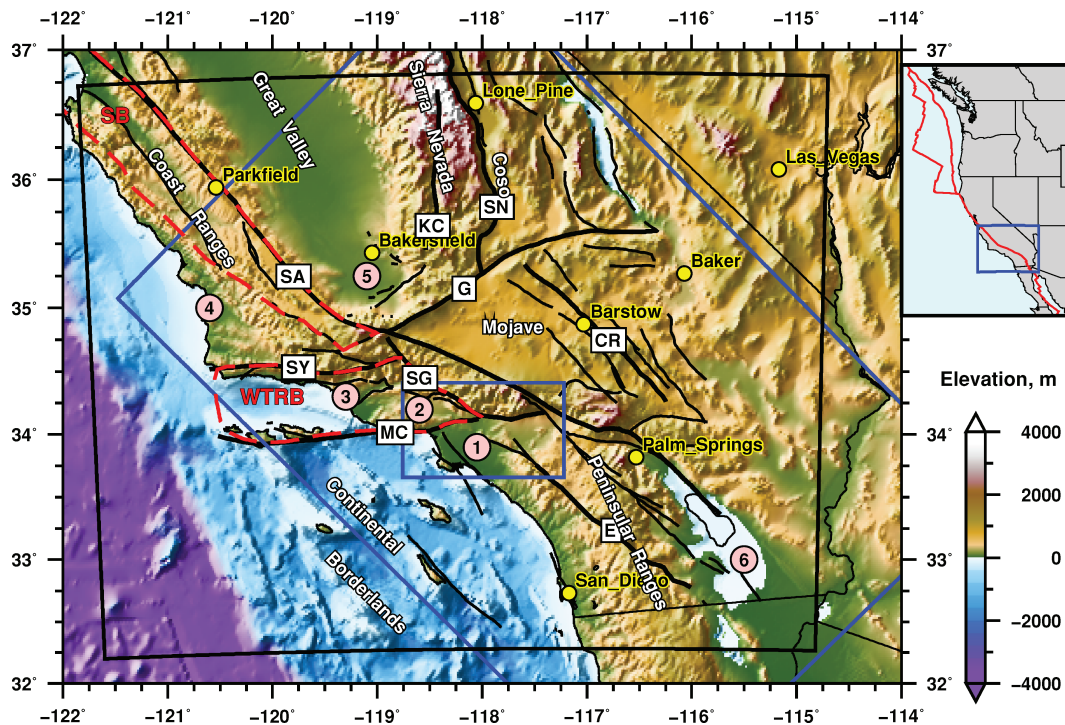 −122˚ −121˚ −120˚ −119˚ −118˚ −117˚ −116˚ −115˚ −114˚
37˚ 37˚
Sierra Nevada
Great Valley
Lone_Pine
SB
Coast Ranges
Coso
Las_Vegas
36˚
Parkfield
SN
KC
Bakersfield
5
SA
G
Baker
4
35˚
Mojave
Barstow
CR
SY
SG
Elevation, m
WTRB
3
2
MC
1
34˚ 34˚
Palm_Springs
4000
Peninsular Ranges
Continental Borderlands
2000
E
33˚ 33˚
6
0
San_Diego
−2000
32˚ 32˚
−4000
−122˚ −121˚ −120˚ −119˚ −118˚ −117˚ −116˚ −115˚ −114˚